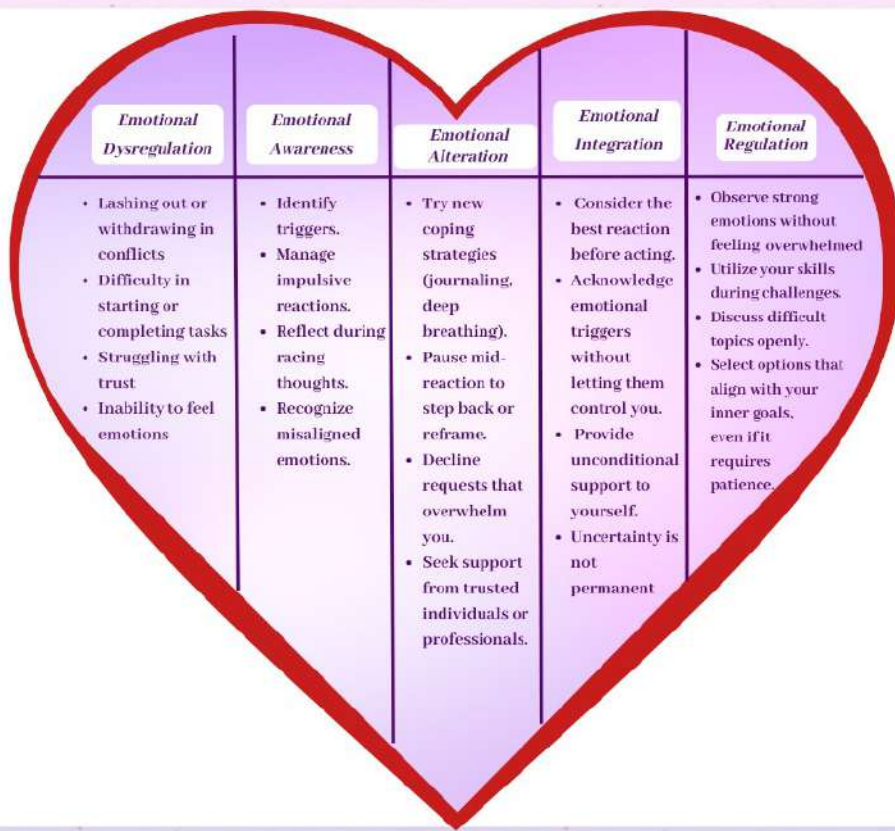 Emotional
Dysregulation
• Lashing out or
withdrawing in
conflicts
• Difficulty in
starting or
completing tasks
• Struggling with
trust
• Inability to feel
emotions
Emotional
Awareness
• Identify
triggers.
• Manage
impulsive
reactions.
• Reflect during
racing
thoughts.
• Recognize
misaligned
emotions.
Emotional
Alteration
• Try new
coping
strategies
(journaling,
deep
breathing).
• Pause mid-
reaction to
step back or
reframe.
• Decline
requests that
overwhelm
you.
• Seek support
from trusted
individuals or
professionals.
Emotional
Integration
• Consider the
best reaction
before acting.
• Acknowledge
emotional
triggers
without
letting them
control you.
• Provide
unconditional
support to
yourself.
• Uncertainty is
not
permanent
Emotional
Regulation
• Observe strong
emotions without
feeling overwhelmed
• Utilize your skills
during challenges.
• Discuss difficult
topics openly.
• Select options that
align with your
inner goals,
even if it
requires
patience.